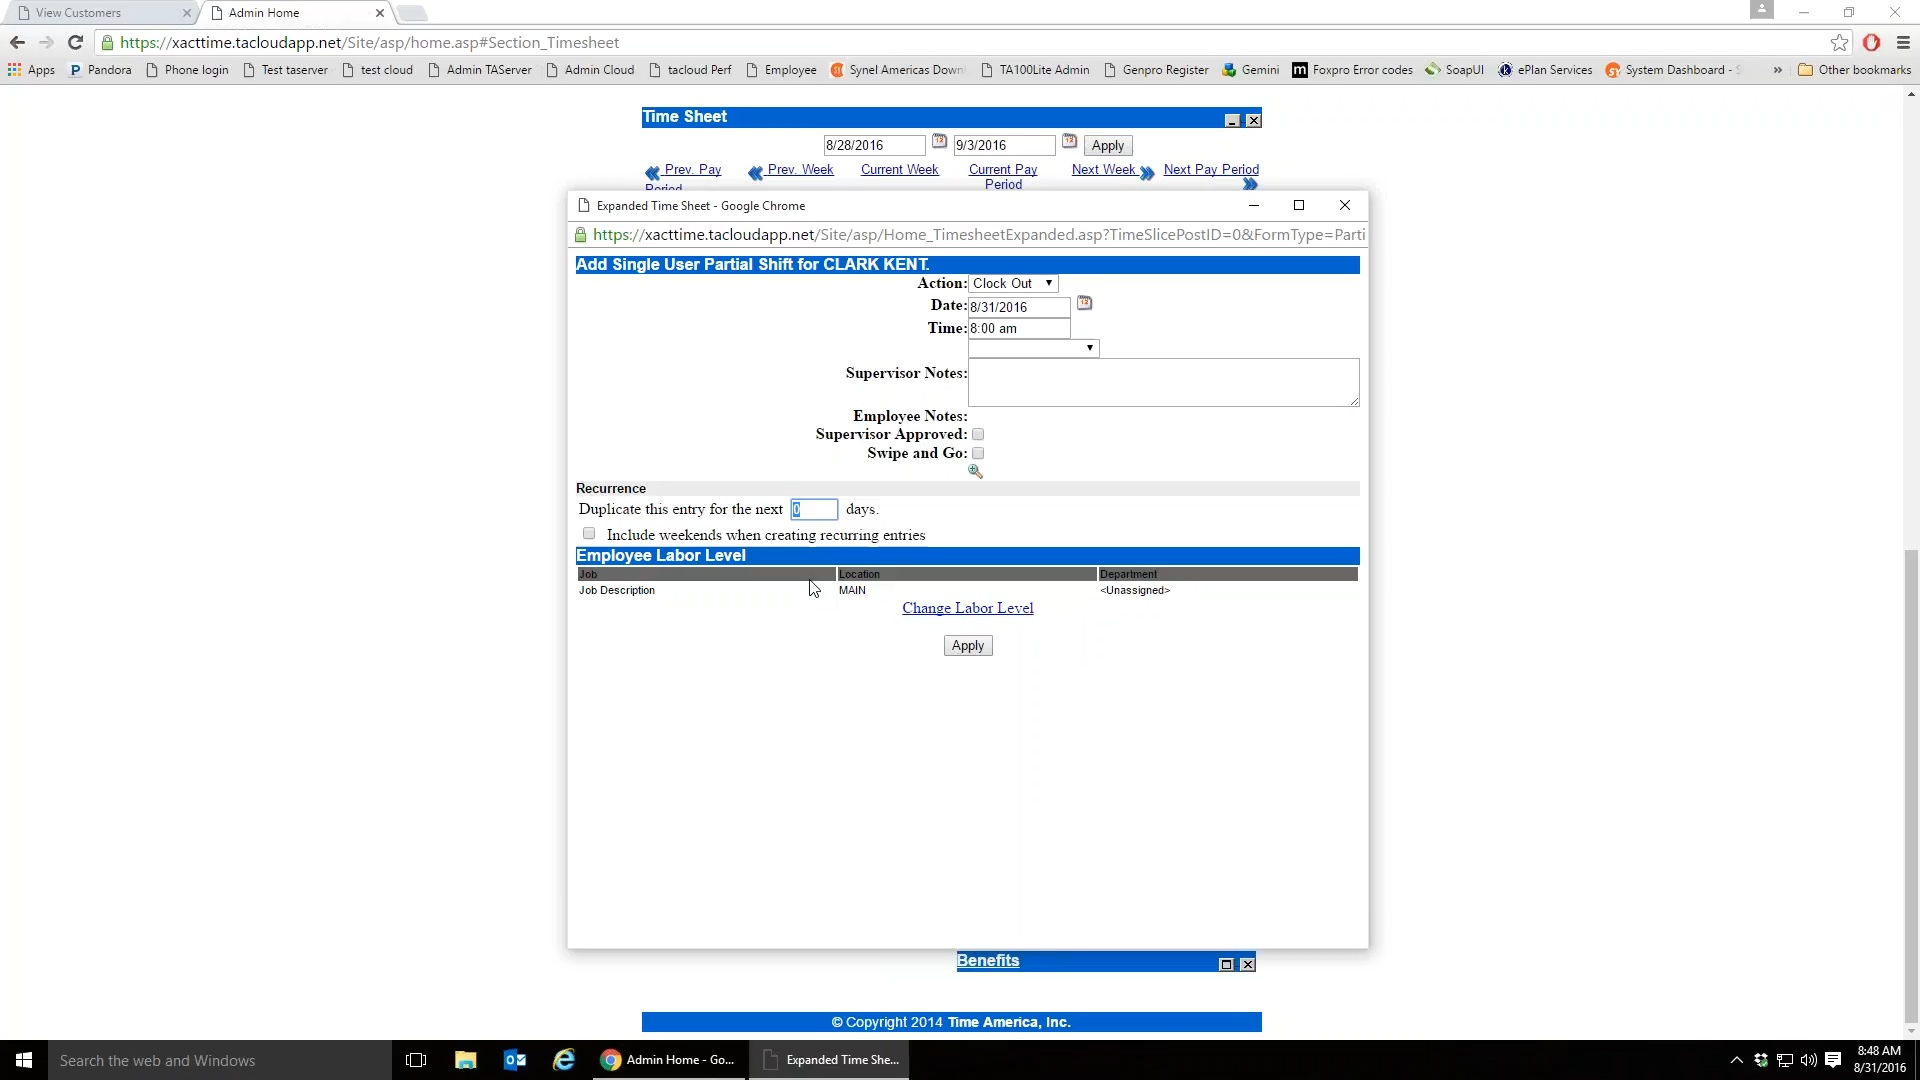 View Customers
Admin Home
https://xacttime.tacloudapp.net/Site/asp/home.asp#Section_Timesheet
Apps
Pandora
Phone login
Test taserver
test cloud
Admin TAServer
Admin Cloud
tacloud Perf
Employee
Synel Americas Down
TA100Lite Admin
Genpro Register
Gemini
Foxpro Error codes
SoapUI
ePlan Services
System Dashboard - S
»
Other bookmarks
Time Sheet
8/28/2016
9/3/2016
Apply
Prev. Pay
Period
Prev. Week
Current Week
Current Pay
Period
Next Week
Next Pay Period
Expanded Time Sheet - Google Chrome
https://xacttime.tacloudapp.net/Site/asp/Home_TimesheetExpanded.asp?TimeSlicePostID=0&FormType=Parti
Add Single User Partial Shift for CLARK KENT.
Action: Clock Out
Date: 8/31/2016
Time: 8:00 am
Supervisor Notes:
Employee Notes:
Supervisor Approved:
Swipe and Go:
Recurrence
Duplicate this entry for the next 0 days.
Include weekends when creating recurring entries
Employee Labor Level
Job Location Department
Job Description MAIN <Unassigned>
Change Labor Level
Apply
Benefits
© Copyright 2014 Time America, Inc.
Search the web and Windows
Admin Home - Go...
Expanded Time She...
8:48 AM
8/31/2016